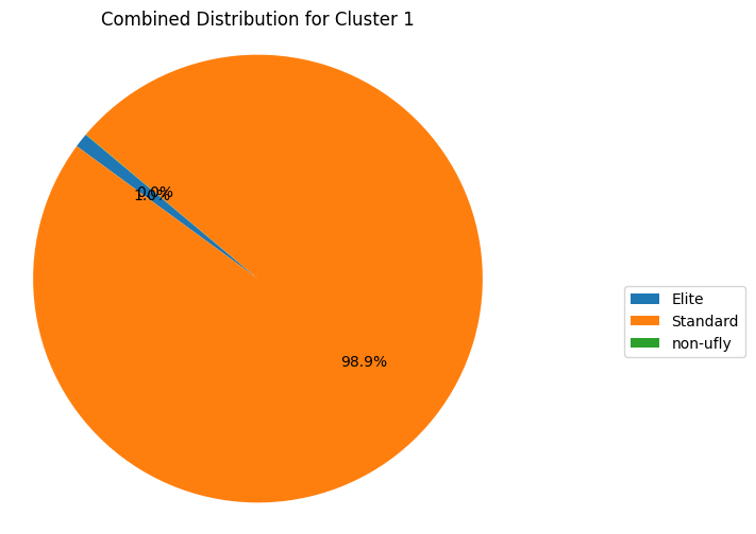 Combined Distribution for Cluster 1
0.0%
1.0%
98.9%
Elite
Standard
non-ufly